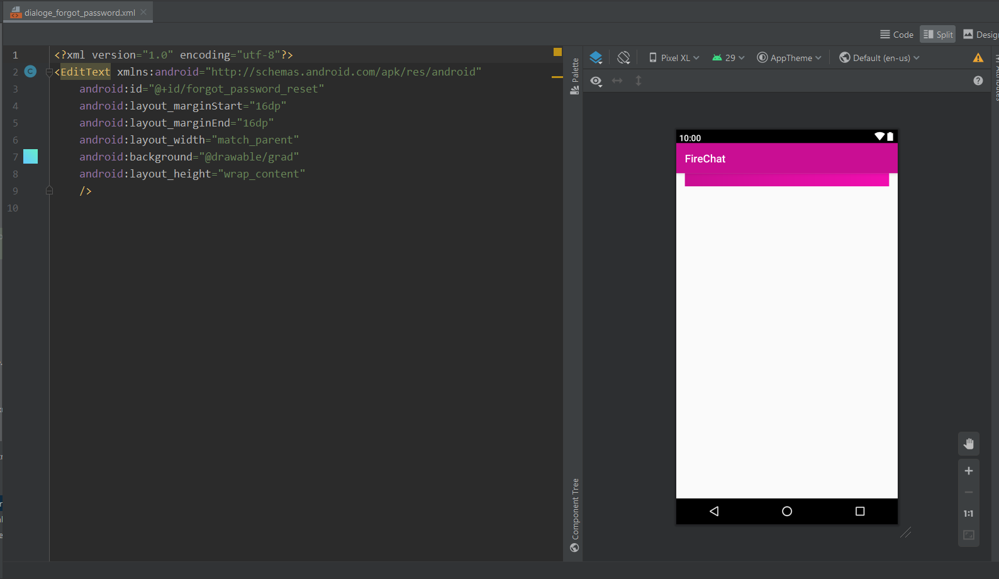 dialoge_forgot_password.xml
Code Split
1 <?xml version="1.0" encoding="utf-8"?>
2 <EditText xmlns:android="http://schemas.android.com/apk/res/android"
3 android:id="@+id/forgot_password_reset"
4 android:layout_marginStart="16dp"
5 android:layout_marginEnd="16dp"
6 android:layout_width="match_parent"
7 android:background="@drawable/grad"
8 android:layout_height="wrap_content"
9 />
10
C
Palette
Component Tree
Pixel XL 29 AppTheme Default (en-us)
10:00
FireChat
1:1